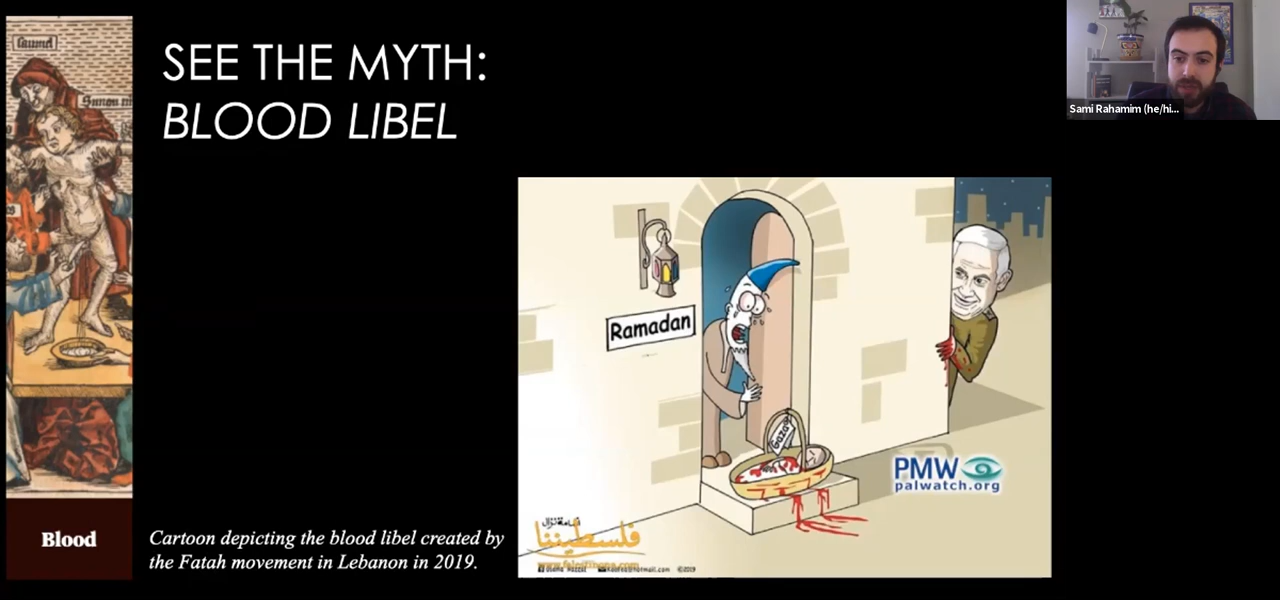 SEE THE MYTH:
BLOOD LIBEL
Sami Rahamim (he/hi...
Ramadan
Gaza
PMW
palwatch.org
فلسطيننا
©2019
Blood
Cartoon depicting the blood libel created by
the Fatah movement in Lebanon in 2019.